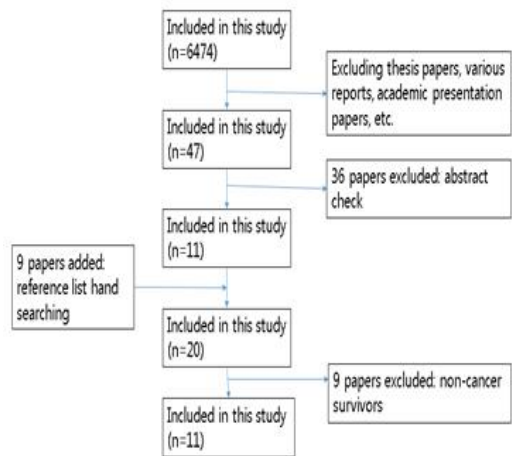 Included in this study
(n=6474)
Excluding thesis papers, various
reports, academic presentation
papers, etc.
Included in this study
(n=47)
36 papers excluded: abstract
check
Included in this study
(n=11)
9 papers added:
reference list hand
searching
Included in this study
(n=20)
9 papers excluded: non-cancer
survivors
Included in this study
(n=11)